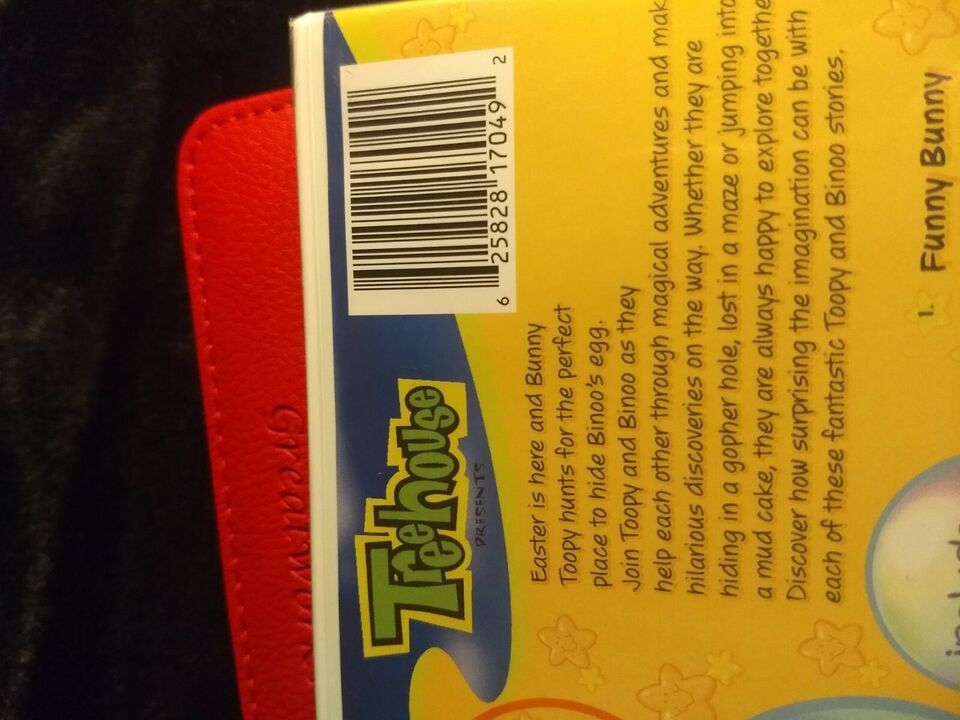 Treehouse
PRESENTS
6 25828 17049 2
Easter is here and Bunny
Toopy hunts for the perfect
place to hide Binoo's egg.
Join Toopy and Binoo as they
help each other through magical adventures and mak
hilarious discoveries on the way. Whether they are
hiding in a gopher hole, lost in a maze or jumping into
a mud cake, they are always happy to explore togethe
Discover how surprising the imagination can be with
each of these fantastic Toopy and Binoo stories.
1. Funny Bunny
Greatwork